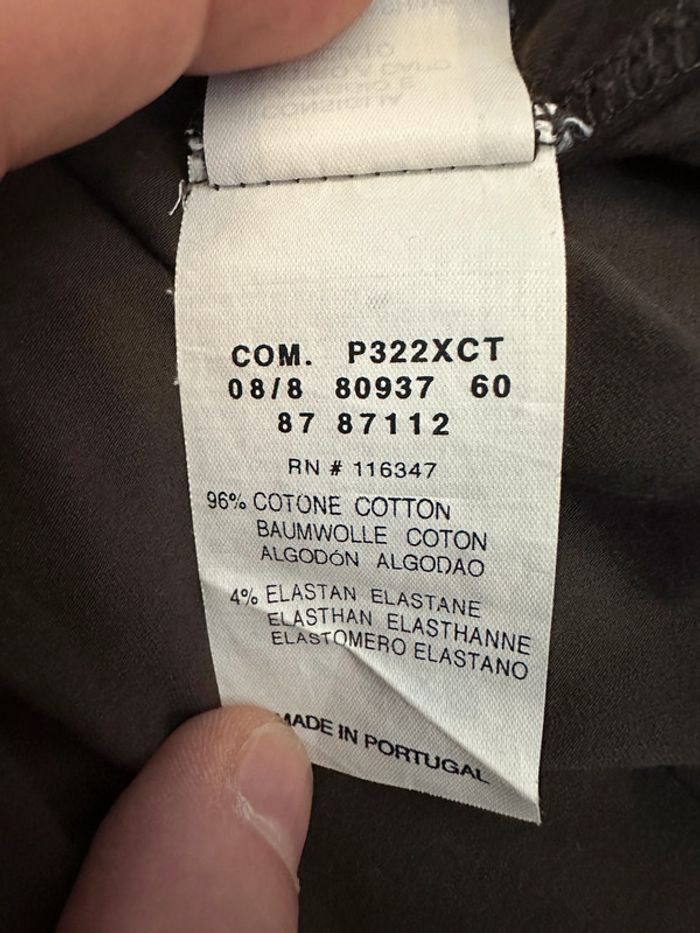 COM. P322XCT
08/8 80937 60
87 87112
RN # 116347
96% COTONE COTTON
BAUMWOLLE COTON
ALGODÓN ALGODAO
4% ELASTAN ELASTANE
ELASTHAN ELASTHANNE
ELASTOMERO ELASTANO
MADE IN PORTUGAL